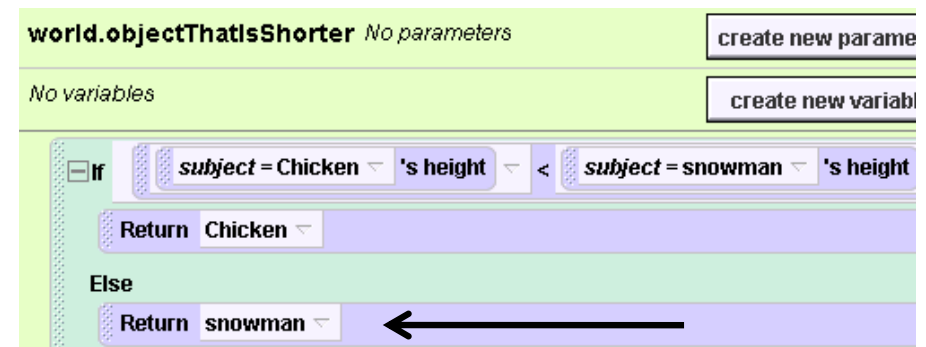 world.objectThatIsShorter No parameters create new parame
No variables create new variabl
If subject = Chicken 's height < subject = snowman 's height
Return Chicken
Else
Return snowman